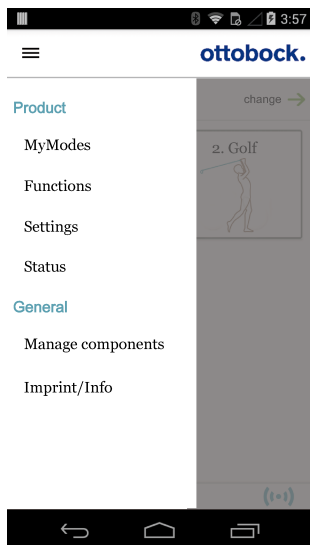 3:57
ottobock.
Product
change
MyModes
2. Golf
Functions
Settings
Status
General
Manage components
Imprint/Info